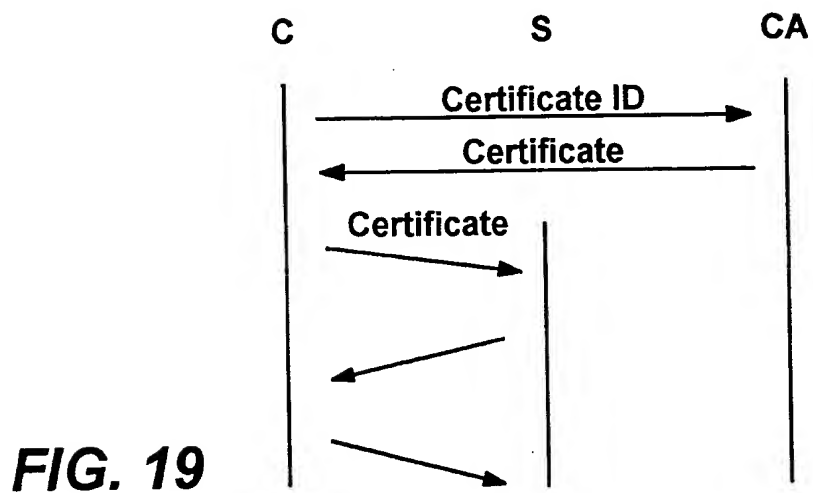 C S CA
Certificate ID
Certificate
Certificate
FIG. 19